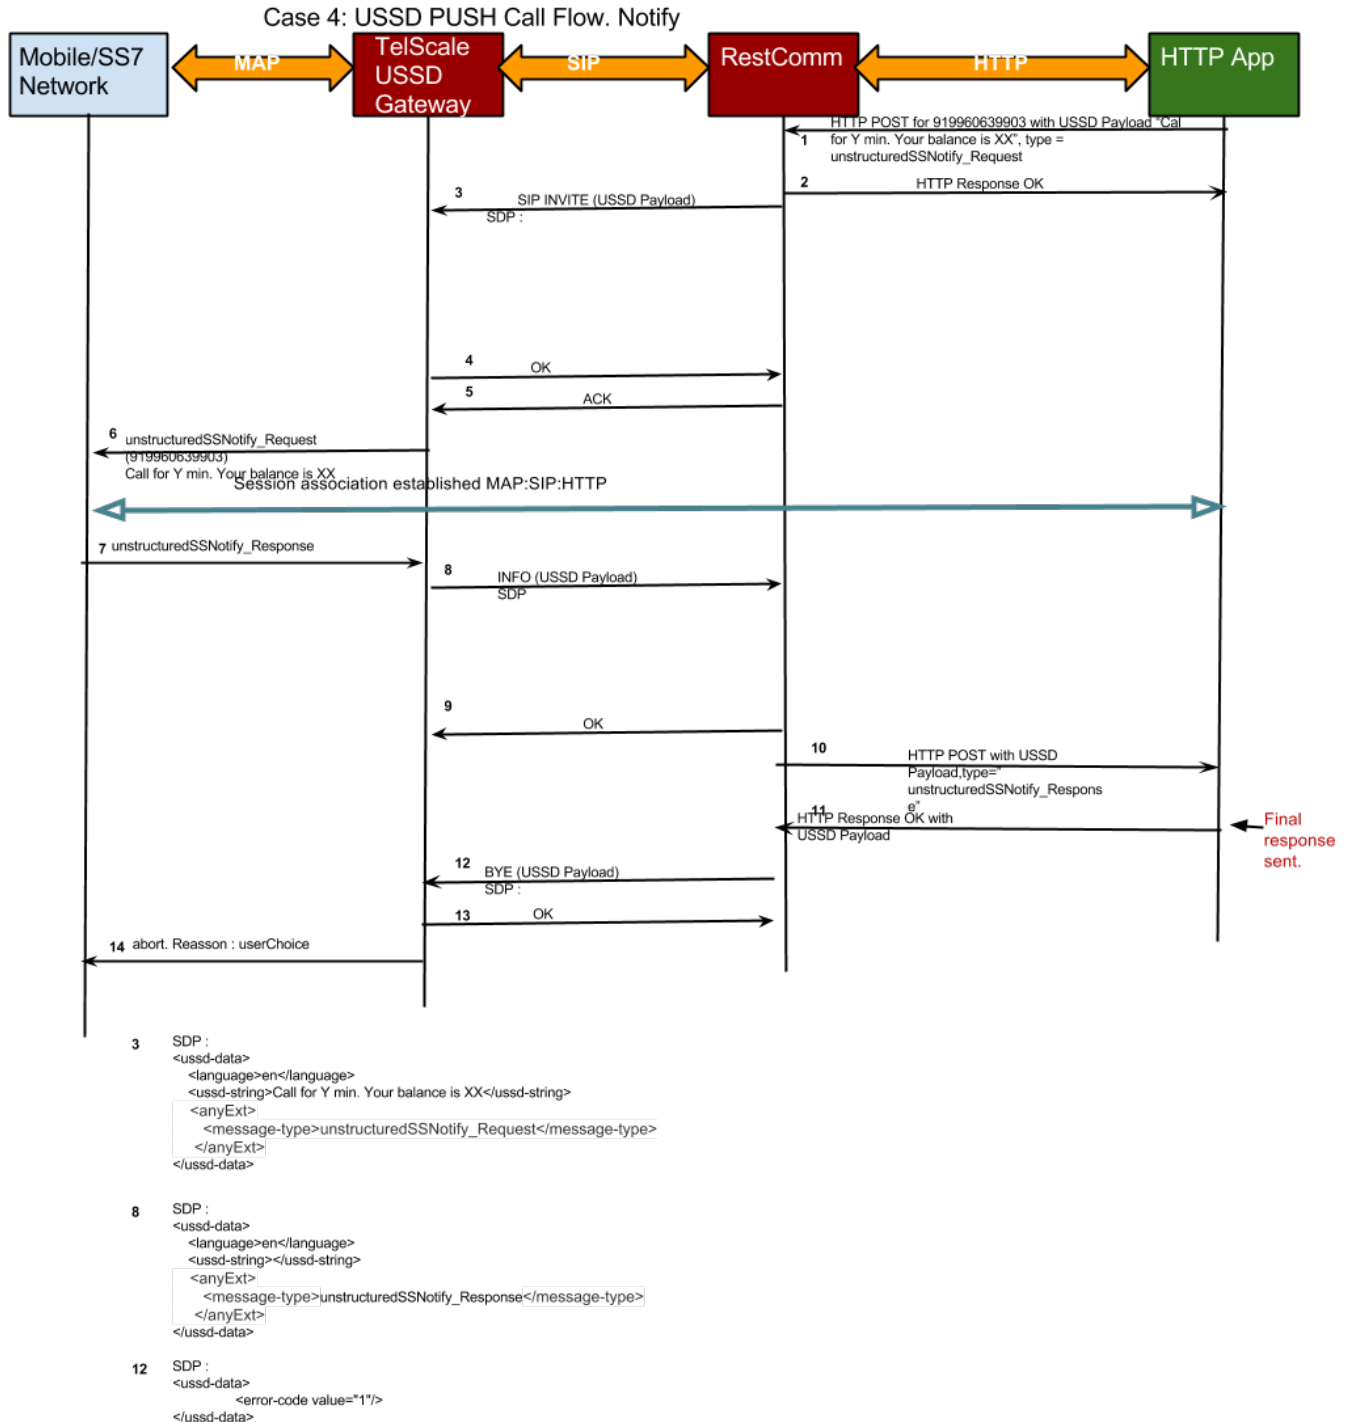 Case 4: USSD PUSH Call Flow. Notify
Mobile/SS7
Network
MAP
TelScale
USSD
Gateway
SIP
RestComm
HTTP
HTTP App
HTTP POST for 919960639903 with USSD Payload "Cal
1 for Y min. Your balance is XX", type =
unstructuredSSNotify_Request
2 HTTP Response OK
3 SIP INVITE (USSD Payload)
SDP :
4 OK
5 ACK
6 unstructuredSSNotify_Request
(919960639903)
Call for Y min. Your balance is XX
Session association established MAP:SIP:HTTP
7 unstructuredSSNotify_Response
8 INFO (USSD Payload)
SDP
9 OK
10 HTTP POST with USSD
Payload,type="
unstructuredSSNotify_Respons
e"
11
HTTP Response OK with
USSD Payload
Final
response
sent.
12 BYE (USSD Payload)
SDP :
13 OK
14 abort. Reasson : userChoice
3 SDP :
<ussd-data>
<language>en</language>
<ussd-string>Call for Y min. Your balance is XX</ussd-string>
<anyExt>
<message-type>unstructuredSSNotify_Request</message-type>
</anyExt>
</ussd-data>
8 SDP :
<ussd-data>
<language>en</language>
<ussd-string></ussd-string>
<anyExt>
<message-type>unstructuredSSNotify_Response</message-type>
</anyExt>
</ussd-data>
12 SDP :
<ussd-data>
<error-code value="1"/>
</ussd-data>